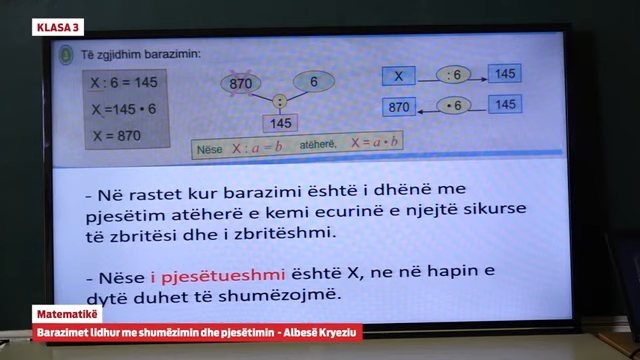 KLASA 3
3 Të zgjidhim barazimin:
X : 6 = 145
X =145 • 6
X = 870
870 6
:
145
X : 6 145
870 • 6 145
Nëse X : a = b atëherë, X = a • b
- Në rastet kur barazimi është i dhënë me
pjesëtim atëherë e kemi ecurinë e njejtë sikurse
të zbritësi dhe i zbritëshmi.
- Nëse i pjesëtueshmi është X, ne në hapin e
dytë duhet të shumëzojmë.
Matematikë
Barazimet lidhur me shumëzimin dhe pjesëtimin - Albesë Kryeziu